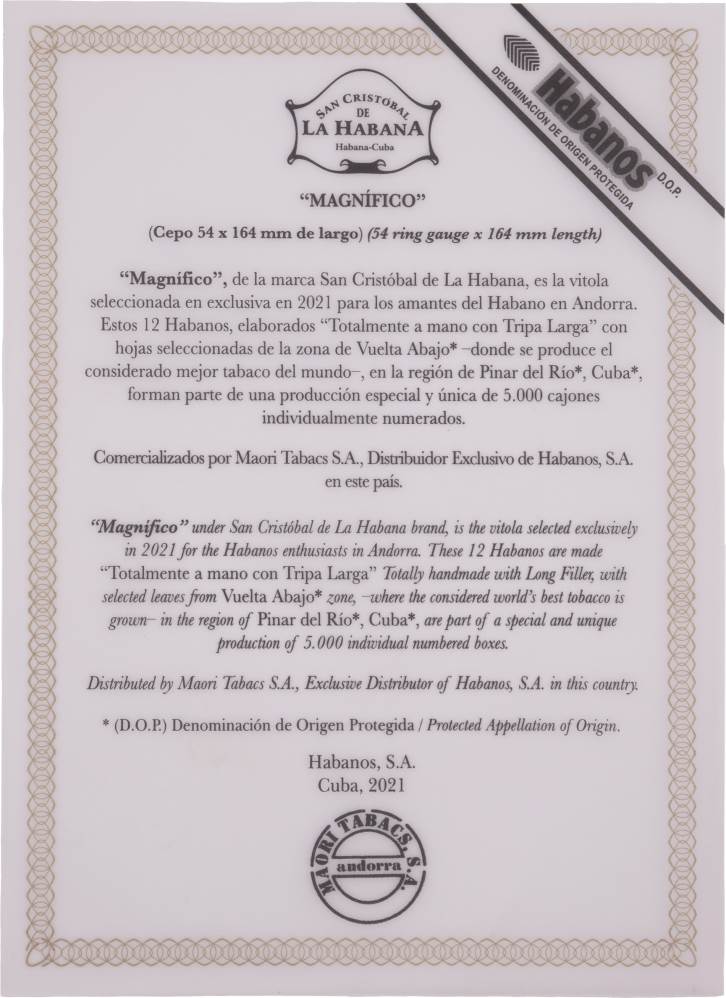 Habanos
D.O.P.
DENOMINACIÓN DE ORIGEN PROTEGIDA
SAN CRISTOBAL
DE
LA HABANA
Habana-Cuba
“MAGNÍFICO”
(Cepo 54 x 164 mm de largo) (54 ring gauge x 164 mm length)
“Magnífico”, de la marca San Cristóbal de La Habana, es la vitola
seleccionada en exclusiva en 2021 para los amantes del Habano en Andorra.
Estos 12 Habanos, elaborados “Totalmente a mano con Tripa Larga” con
hojas seleccionadas de la zona de Vuelta Abajo* –donde se produce el
considerado mejor tabaco del mundo–, en la región de Pinar del Río*, Cuba*,
forman parte de una producción especial y única de 5.000 cajones
individualmente numerados.
Comercializados por Maori Tabacs S.A., Distribuidor Exclusivo de Habanos, S.A.
en este país.
“Magnífico” under San Cristóbal de La Habana brand, is the vitola selected exclusively
in 2021 for the Habanos enthusiasts in Andorra. These 12 Habanos are made
“Totalmente a mano con Tripa Larga” Totally handmade with Long Filler, with
selected leaves from Vuelta Abajo* zone, –where the considered world’s best tobacco is
grown– in the region of Pinar del Río*, Cuba*, are part of a special and unique
production of 5.000 individual numbered boxes.
Distributed by Maori Tabacs S.A., Exclusive Distributor of Habanos, S.A. in this country.
* (D.O.P.) Denominación de Origen Protegida / Protected Appellation of Origin.
Habanos, S.A.
Cuba, 2021
MAORI TABACS, S.A.
andorra